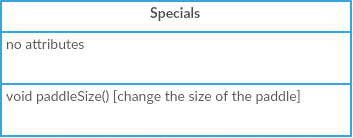 Specials
no attributes
void paddleSize() [change the size of the paddle]